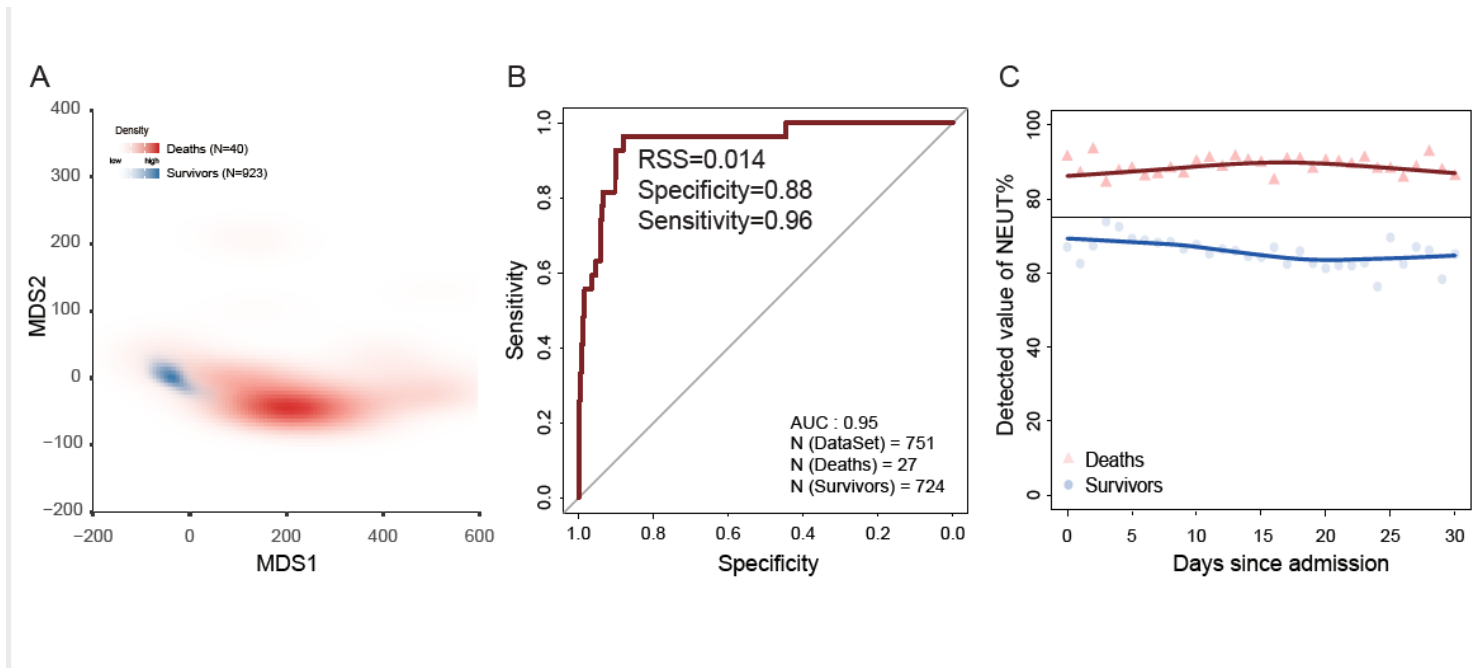 A
400
300
200
100
0
−100
−200
−200
0
200
400
600
MDS2
MDS1
Density
low high
Deaths (N=40)
Survivors (N=923)
B
1.0
0.8
0.6
0.4
0.2
0.0
1.0
0.8
0.6
0.4
0.2
0.0
Sensitivity
Specificity
RSS=0.014
Specificity=0.88
Sensitivity=0.96
AUC : 0.95
N (DataSet) = 751
N (Deaths) = 27
N (Survivors) = 724
C
100
80
60
40
20
0
0
5
10
15
20
25
30
Detected value of NEUT%
Days since admission
Deaths
Survivors